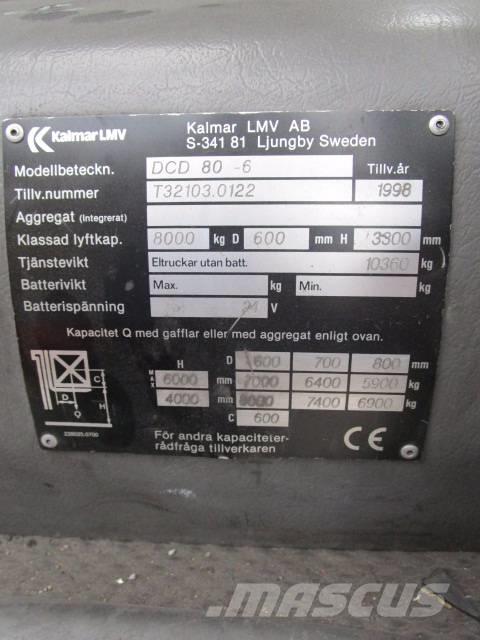 Kalmar LMV
Kalmar LMV AB
S-341 81 Ljungby Sweden
Modellbeteckn. DCD 80 -6 Tillv.år
Tillv.nummer T32103.0122 1998
Aggregat (Integrerat)
Klassad lyftkap. 8000 kg D 600 mm H 3300 mm
Tjänstevikt Eltruckar utan batt. 10360 kg
Batterivikt Max. kg Min. kg
Batterispänning 24 V
Kapacitet Q med gafflar eller med aggregat enligt ovan.
H D 600 700 800 mm
MAX 6000 mm 7000 6400 5900 kg
4000 mm 8000 7400 6900 kg
C 600
För andra kapaciteter
rådfråga tillverkaren
CE
C
D
Q
H
MASCUS